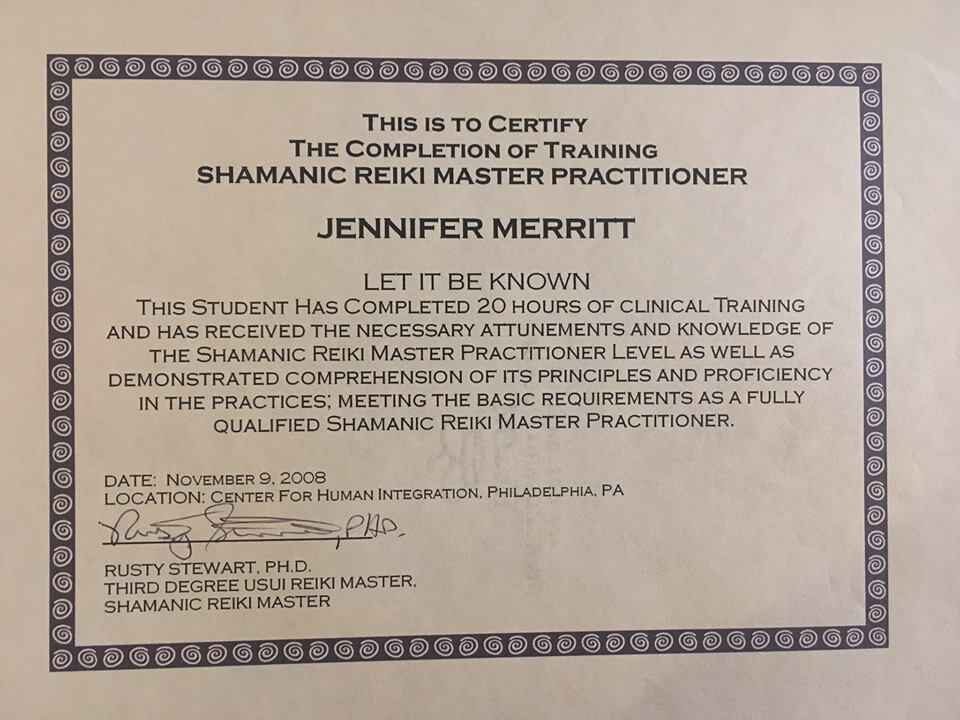 This is to Certify
The Completion of Training
SHAMANIC REIKI MASTER PRACTITIONER
JENNIFER MERRITT
LET IT BE KNOWN
This Student Has Completed 20 hours of clinical Training
and has received the necessary attunements and knowledge of
the Shamanic Reiki Master Practitioner Level as well as
demonstrated comprehension of its principles and proficiency
in the practices; meeting the basic requirements as a fully
qualified Shamanic Reiki Master Practitioner.
DATE: November 9, 2008
LOCATION: Center For Human Integration, Philadelphia, PA
Rusty Stewart, PhD.
RUSTY STEWART, PH.D.
THIRD DEGREE USUI REIKI MASTER,
SHAMANIC REIKI MASTER